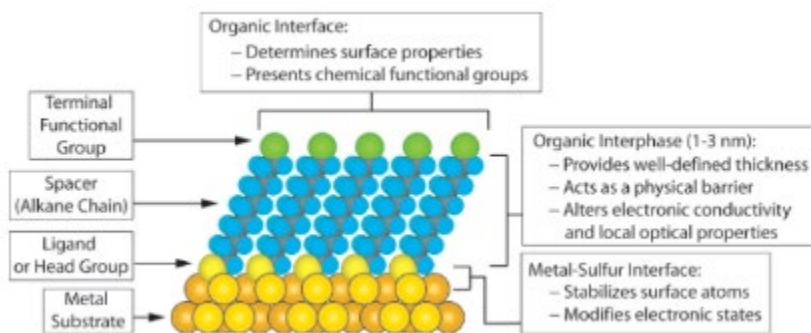 Organic Interface:
– Determines surface properties
– Presents chemical functional groups
Terminal
Functional
Group
Spacer
(Alkane Chain)
Ligand
or Head Group
Metal
Substrate
Organic Interphase (1-3 nm):
– Provides well-defined thickness
– Acts as a physical barrier
– Alters electronic conductivity
and local optical properties
Metal-Sulfur Interface:
– Stabilizes surface atoms
– Modifies electronic states